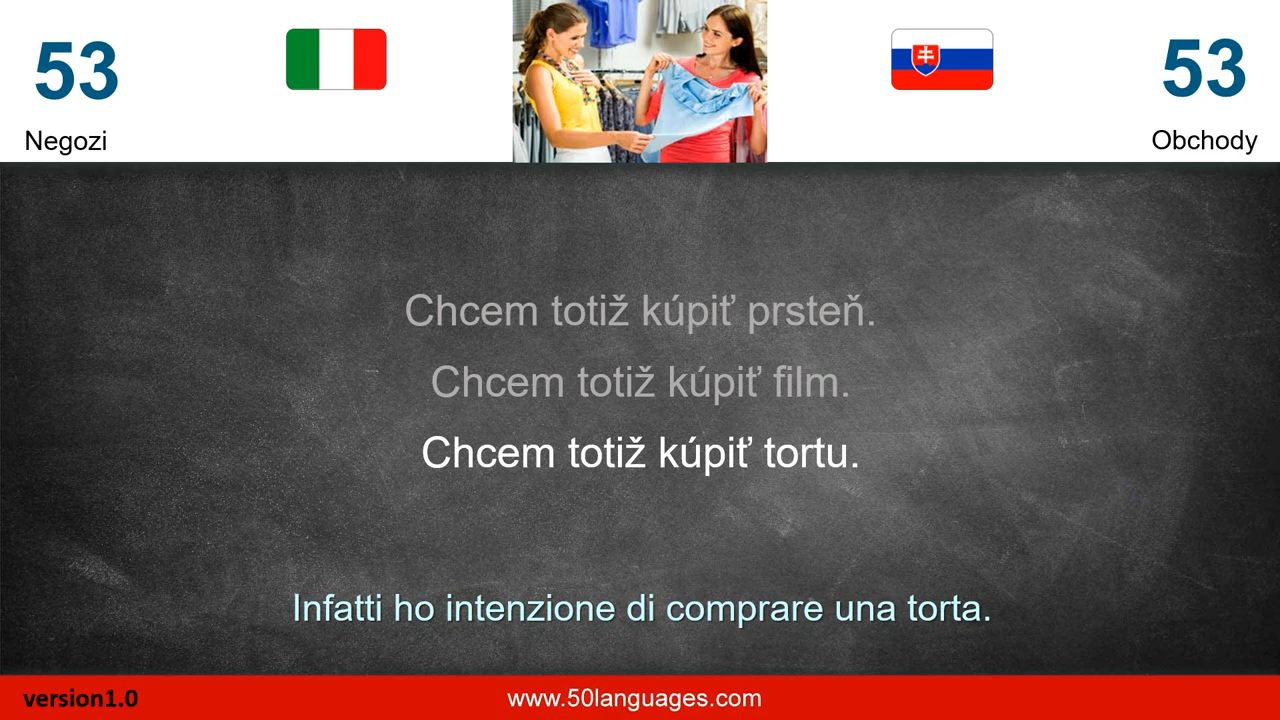 53
53
Negozi
Obchody
Chcem totiž kúpiť prsteň.
Chcem totiž kúpiť film.
Chcem totiž kúpiť tortu.
Infatti ho intenzione di comprare una torta.
version1.0
www.50languages.com